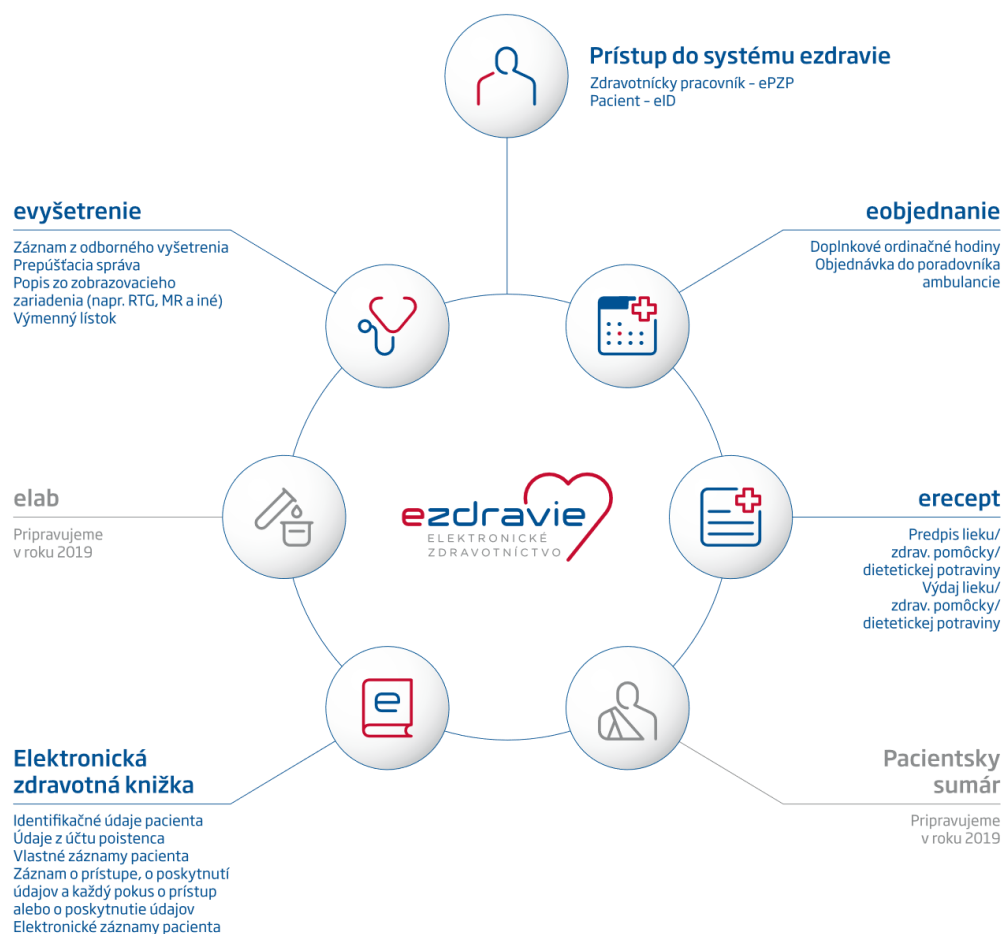 Prístup do systému ezdravie
Zdravotnícky pracovník – ePZP
Pacient – eID
evyšetrenie
Záznam z odborného vyšetrenia
Prepúšťacia správa
Popis zo zobrazovacieho
zariadenia (napr. RTG, MR a iné)
Výmenný lístok
eobjednanie
Doplnkové ordinačné hodiny
Objednávka do poradovníka
ambulancie
elab
Pripravujeme
v roku 2019
ezdravie
ELEKTRONICKÉ
ZDRAVOTNÍCTVO
erecept
Predpis lieku/
zdrav. pomôcky/
dietetickej potraviny
Výdaj lieku/
zdrav. pomôcky/
dietetickej potraviny
e
Elektronická
zdravotná knižka
Identifikačné údaje pacienta
Údaje z účtu poistenca
Vlastné záznamy pacienta
Záznam o prístupe, o poskytnutí
údajov a každý pokus o prístup
alebo o poskytnutie údajov
Elektronické záznamy pacienta
Pacientsky
sumár
Pripravujeme
v roku 2019